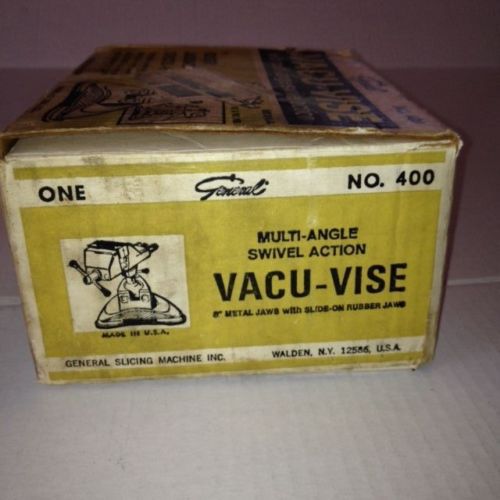 ONE
General
NO. 400
MULTI-ANGLE
SWIVEL ACTION
VACU-VISE
METAL JAWS with SLIDE-ON RUBBER JAWS
MADE IN U.S.A.
GENERAL SLICING MACHINE INC.
WALDEN, N.Y. 12586, U.S.A.